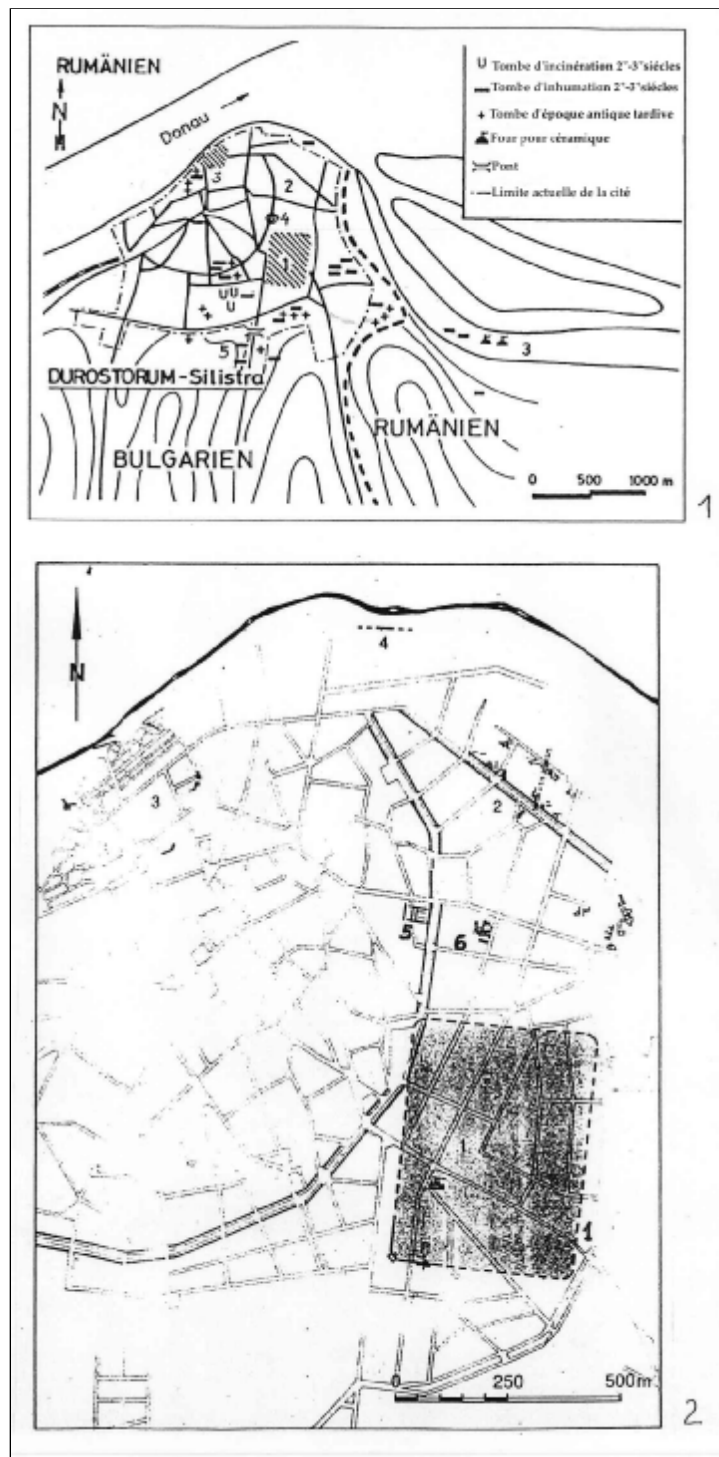 RUMÄNIEN
N
Donau
U Tombe d'incinération 2ᵉ-3ᵉ siécles
Tombe d'inhumation 2ᵉ-3ᵉ siécles
+ Tombe d'époque antique tardive
Four pour céramique
Pont
Limite actuelle de la cité
3
2
4
1
5
3
DUROSTORUM-Silistra
RUMÄNIEN
BULGARIEN
0 500 1000 m
1
N
4
3
2
5
6
1
1
0 250 500 m
2